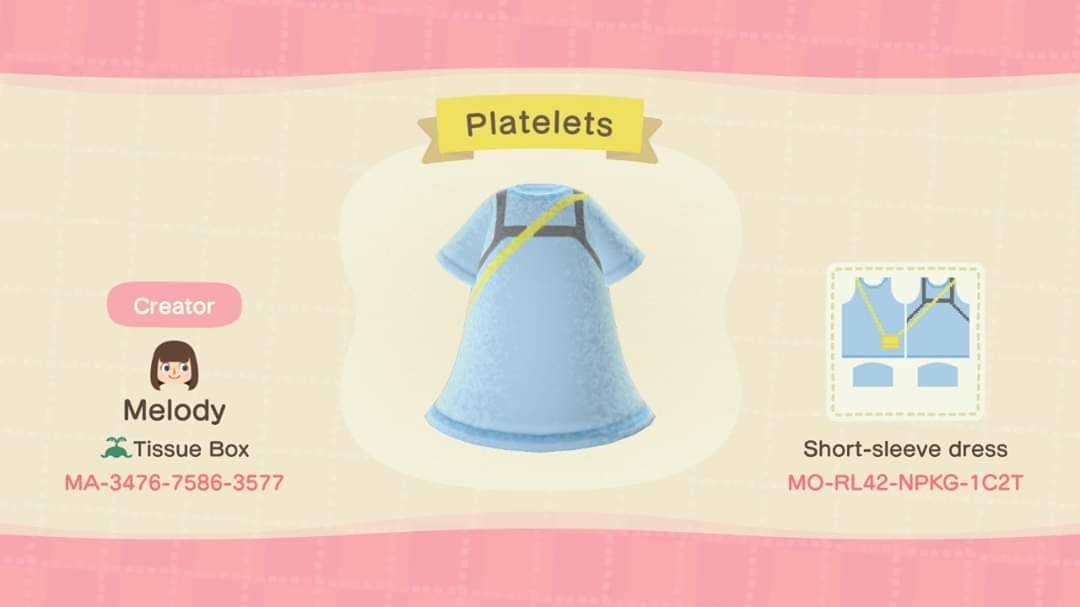 Platelets
Creator
Melody
Tissue Box
MA-3476-7586-3577
Short-sleeve dress
MO-RL42-NPKG-1C2T